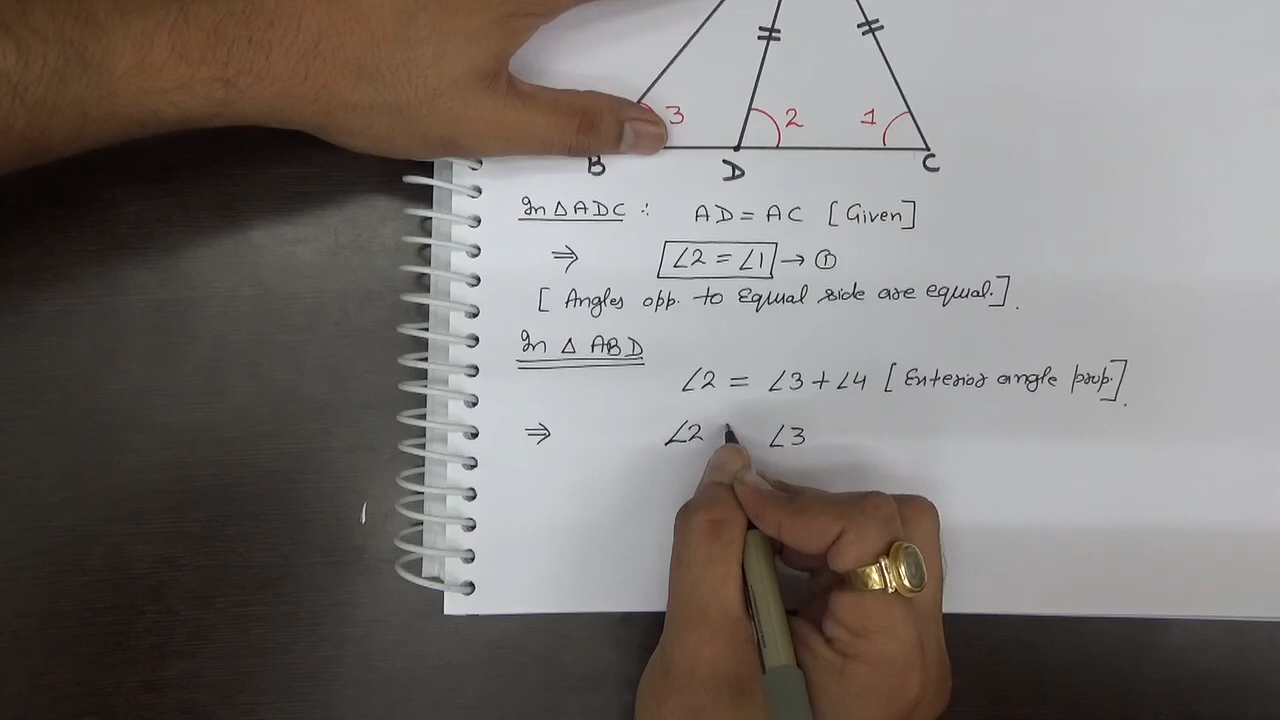 3 2 1
B D C
In △ ADC : AD = AC [Given]
⇒ ∠2 = ∠1 → ①
[Angles opp. to Equal side are equal.].
In △ ABD
∠2 = ∠3 + ∠4 [Exterior angle prop.].
⇒ ∠2 ∠3